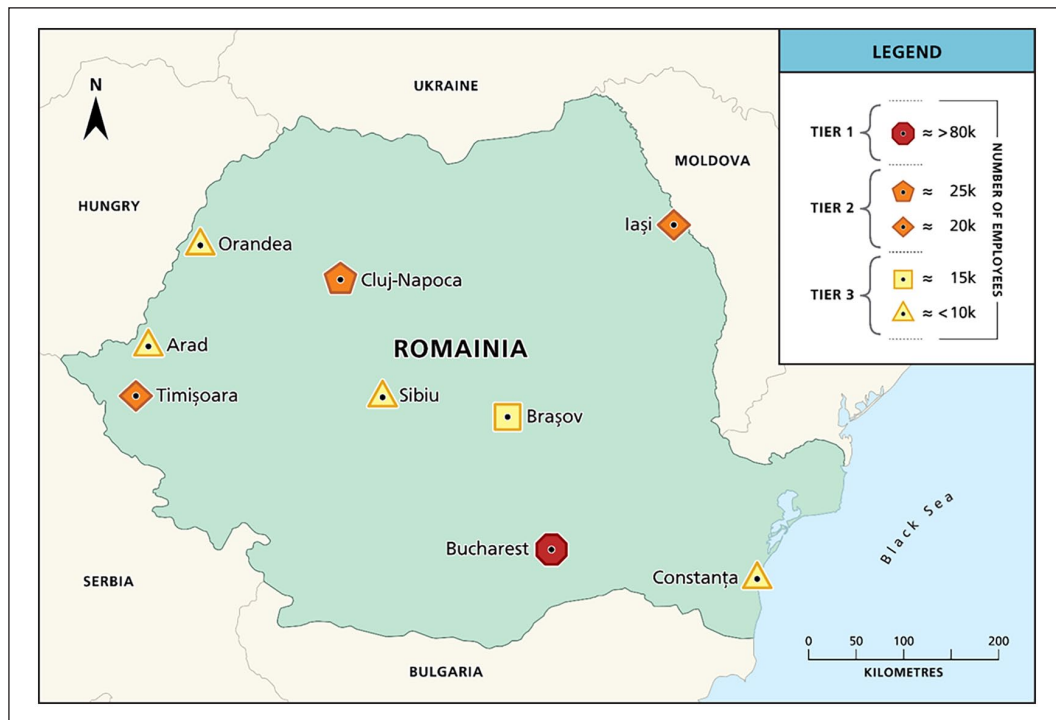 N
UKRAINE
MOLDOVA
HUNGRY
Iași
Orandea
Cluj-Napoca
Arad
ROMAINIA
Timișoara
Sibiu
Brașov
Bucharest
Constanța
SERBIA
BULGARIA
Black Sea
LEGEND
TIER 1
≈ >80k
TIER 2
≈ 25k
≈ 20k
TIER 3
≈ 15k
≈ <10k
NUMBER OF EMPLOYEES
0 50 100 200
KILOMETRES